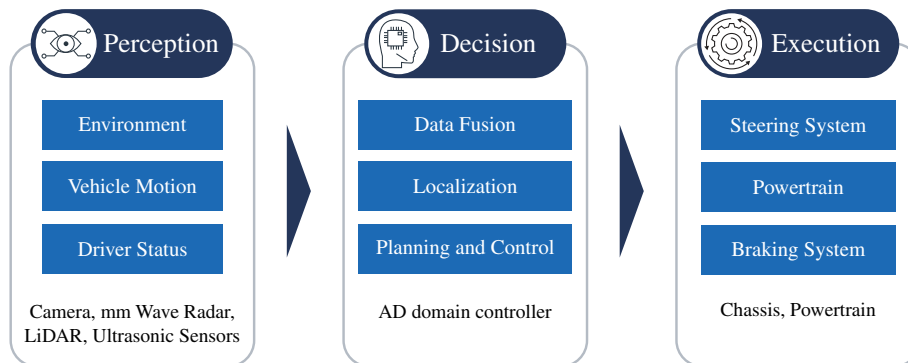 Perception
Environment
Vehicle Motion
Driver Status
Camera, mm Wave Radar,
LiDAR, Ultrasonic Sensors
Decision
Data Fusion
Localization
Planning and Control
AD domain controller
Execution
Steering System
Powertrain
Braking System
Chassis, Powertrain